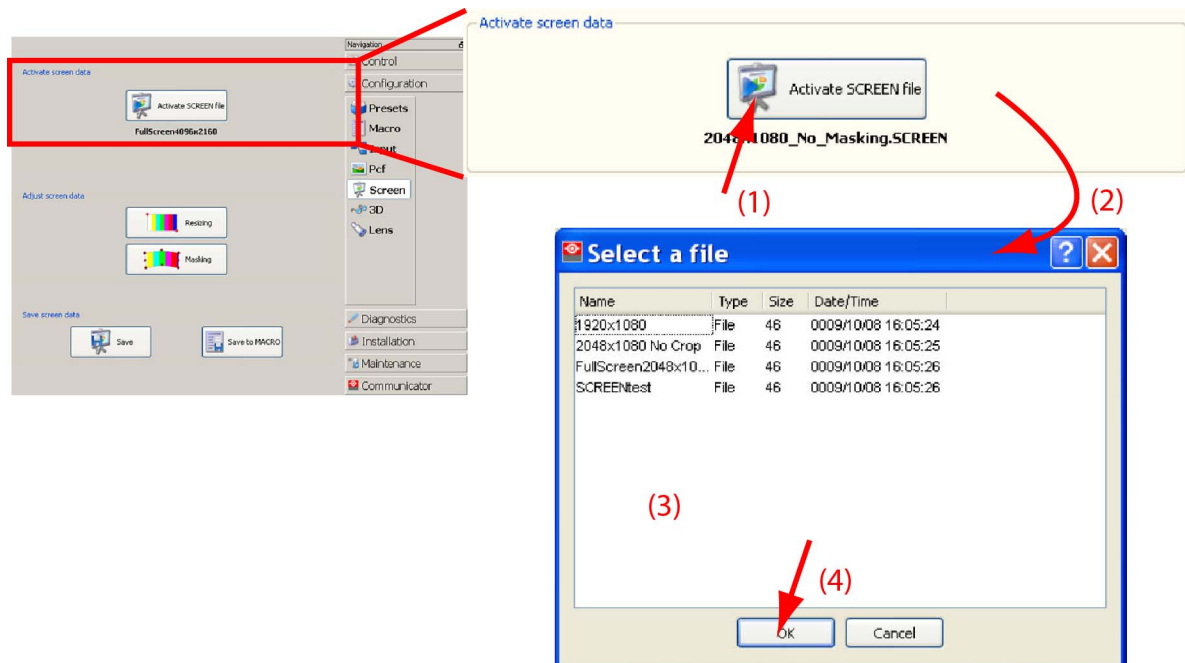 Navigation
Control
Configuration
Presets
Macro
Input
Pcf
Screen
3D
Lens
Diagnostics
Installation
Maintenance
Communicator
Activate screen data
Activate SCREEN file
FullScreen4096x2160
Adjust screen data
Resizing
Masking
Save screen data
Save
Save to MACRO
Activate screen data
Activate SCREEN file
2048x1080_No_Masking.SCREEN
(1)
(2)
Select a file
Name Type Size Date/Time
1920x1080 File 46 0009/10/08 16:05:24
2048x1080 No Crop File 46 0009/10/08 16:05:25
FullScreen2048x10... File 46 0009/10/08 16:05:26
SCREENtest File 46 0009/10/08 16:05:26
(3)
(4)
OK Cancel